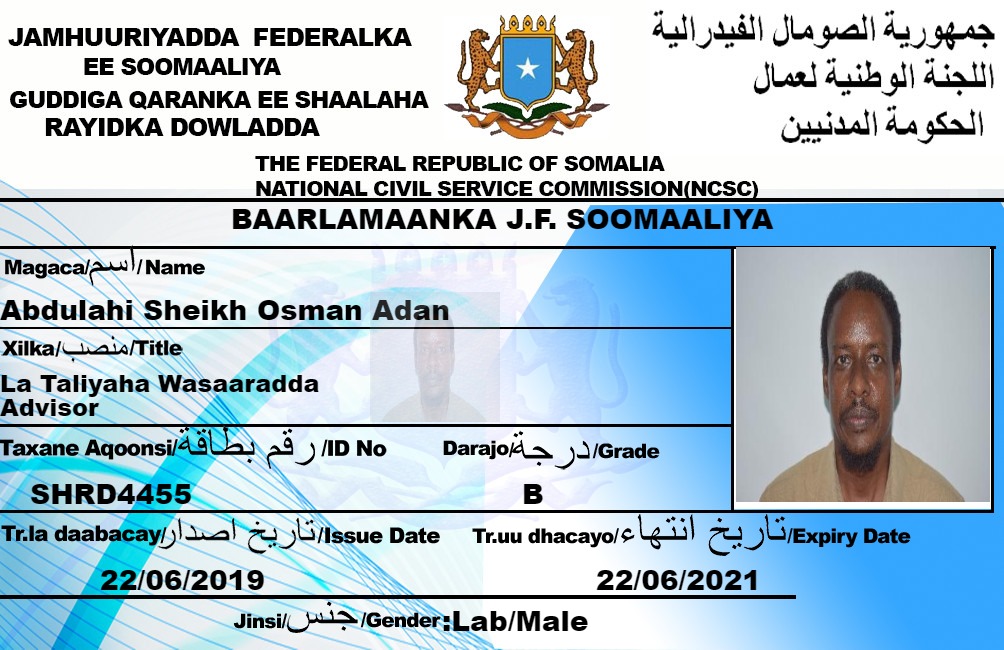 JAMHUURIYADDA FEDERALKA
EE SOOMAALIYA
GUDDIGA QARANKA EE SHAALAHA
RAYIDKA DOWLADDA
جمهورية الصومال الفيدرالية
اللجنة الوطنية لعمال
الحكومة المدنيين
THE FEDERAL REPUBLIC OF SOMALIA
NATIONAL CIVIL SERVICE COMMISSION(NCSC)
BAARLAMAANKA J.F. SOOMAALIYA
Magaca/اسم/Name
Abdulahi Sheikh Osman Adan
Xilka/منصب/Title
La Taliyaha Wasaaradda
Advisor
Taxane Aqoonsi/رقم بطاقة/ID No Darajo/درجة/Grade
SHRD4455 B
Tr.la daabacay/تاريخ اصدار/Issue Date Tr.uu dhacayo/تاريخ انتهاء/Expiry Date
22/06/2019 22/06/2021
Jinsi/جنس/Gender:Lab/Male